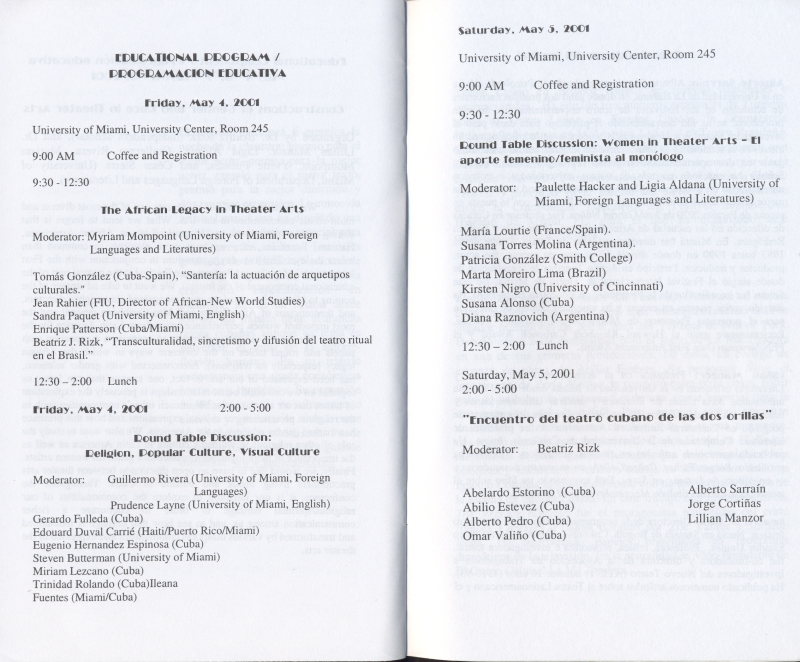 EDUCATIONAL PROGRAM /
PROGRAMACION EDUCATIVA
Friday, May 4, 2001
University of Miami, University Center, Room 245
9:00 AM Coffee and Registration
9:30 - 12:30
The African Legacy in Theater Arts
Moderator: Myriam Mompoint (University of Miami, Foreign
Languages and Literatures)
Tomás González (Cuba-Spain), “Santería: la actuación de arquetipos
culturales."
Jean Rahier (FIU, Director of African-New World Studies)
Sandra Paquet (University of Miami, English)
Enrique Patterson (Cuba/Miami)
Beatriz J. Rizk, “Transculturalidad, sincretismo y difusión del teatro ritual
en el Brasil.”
12:30 – 2:00 Lunch
Friday, May 4, 2001 2:00 - 5:00
Round Table Discussion:
Religion, Popular Culture, Visual Culture
Moderator: Guillermo Rivera (University of Miami, Foreign
Languages)
Prudence Layne (University of Miami, English)
Gerardo Fulleda (Cuba)
Edouard Duval Carrié (Haiti/Puerto Rico/Miami)
Eugenio Hernandez Espinosa (Cuba)
Steven Butterman (University of Miami)
Miriam Lezcano (Cuba)
Trinidad Rolando (Cuba)Ileana
Fuentes (Miami/Cuba)
Saturday, May 5, 2001
University of Miami, University Center, Room 245
9:00 AM Coffee and Registration
9:30 - 12:30
Round Table Discussion: Women in Theater Arts – El
aporte femenino/feminista al monólogo
Moderator: Paulette Hacker and Ligia Aldana (University of
Miami, Foreign Languages and Literatures)
María Lourtie (France/Spain).
Susana Torres Molina (Argentina).
Patricia González (Smith College)
Marta Moreiro Lima (Brazil)
Kirsten Nigro (University of Cincinnati)
Susana Alonso (Cuba)
Diana Raznovich (Argentina)
12:30 – 2:00 Lunch
Saturday, May 5, 2001
2:00 - 5:00
"Encuentro del teatro cubano de las dos orillas"
Moderator: Beatriz Rizk
Abelardo Estorino (Cuba)
Abilio Estevez (Cuba)
Alberto Pedro (Cuba)
Omar Valiño (Cuba)
Alberto Sarraín
Jorge Cortiñas
Lillian Manzor